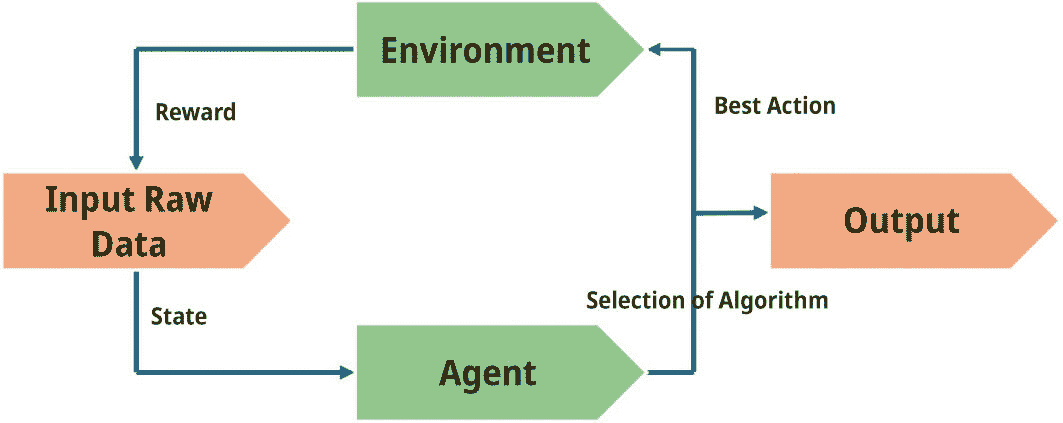 Environment
Reward
Best Action
Input Raw
Data
Output
Selection of Algorithm
State
Agent